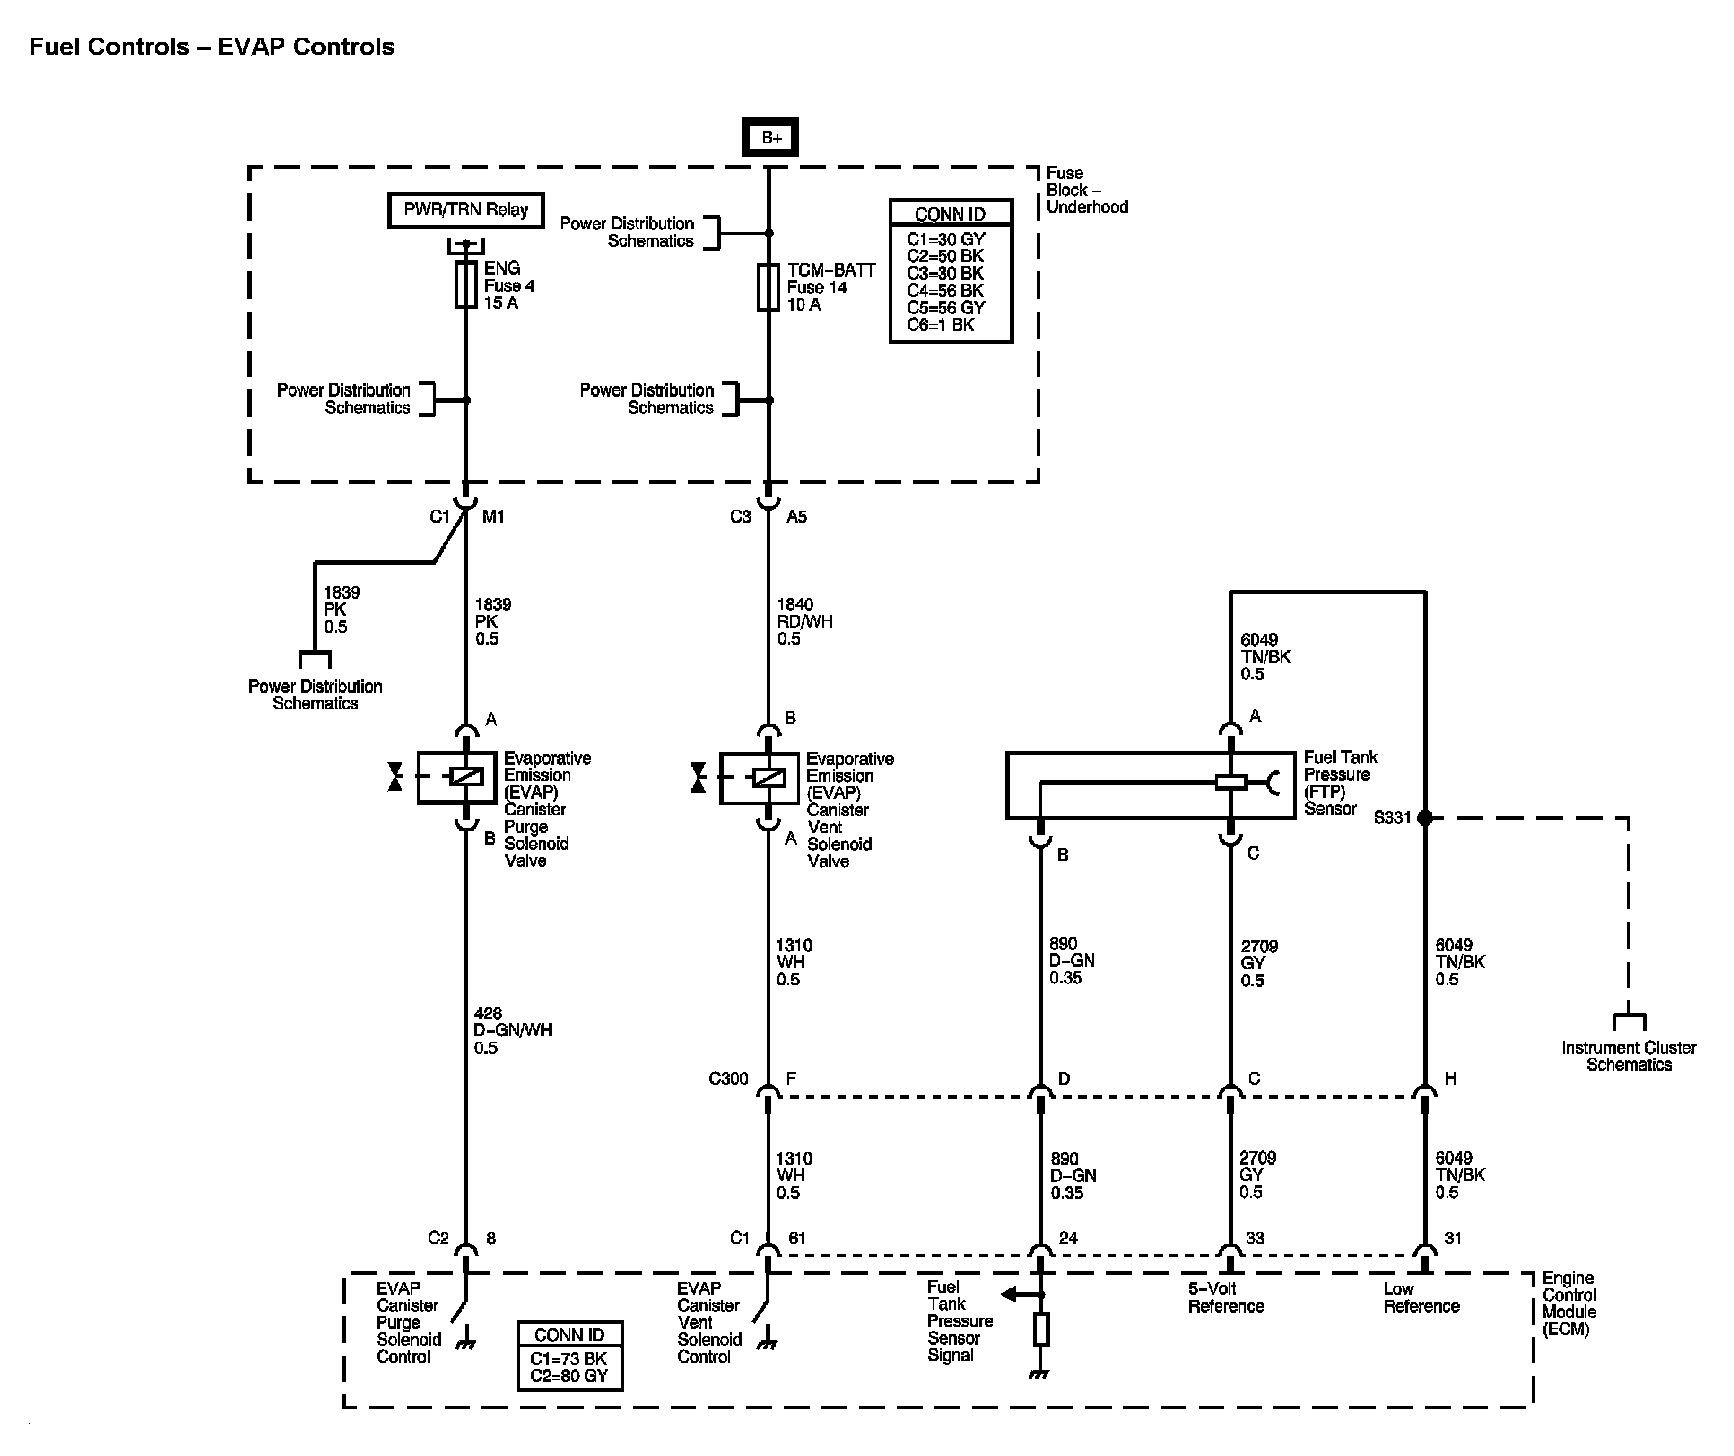 Fuel Controls – EVAP Controls
B+
Fuse
Block –
Underhood
PWR/TRN Relay
Power Distribution
Schematics
CONN ID
C1=30 GY
C2=50 BK
C3=30 BK
C4=56 BK
C5=56 GY
C6=1 BK
ENG
Fuse 4
15 A
TCM–BATT
Fuse 14
10 A
Power Distribution
Schematics
Power Distribution
Schematics
C1 M1
C3 A5
1839
PK
0.5
1839
PK
0.5
1840
RD/WH
0.5
6049
TN/BK
0.5
Power Distribution
Schematics
A
B
A
Evaporative
Emission
(EVAP)
Canister
Purge
Solenoid
Valve
B
Evaporative
Emission
(EVAP)
Canister
Vent
Solenoid
Valve
A
Fuel Tank
Pressure
(FTP)
Sensor
B
C
S331
1310
WH
0.5
890
D–GN
0.35
2709
GY
0.5
6049
TN/BK
0.5
428
D–GN/WH
0.5
Instrument Cluster
Schematics
C300 F
D
C
H
1310
WH
0.5
890
D–GN
0.35
2709
GY
0.5
6049
TN/BK
0.5
C2 8
C1 61
24
33
31
EVAP
Canister
Purge
Solenoid
Control
CONN ID
C1=73 BK
C2=80 GY
EVAP
Canister
Vent
Solenoid
Control
Fuel
Tank
Pressure
Sensor
Signal
5–Volt
Reference
Low
Reference
Engine
Control
Module
(ECM)